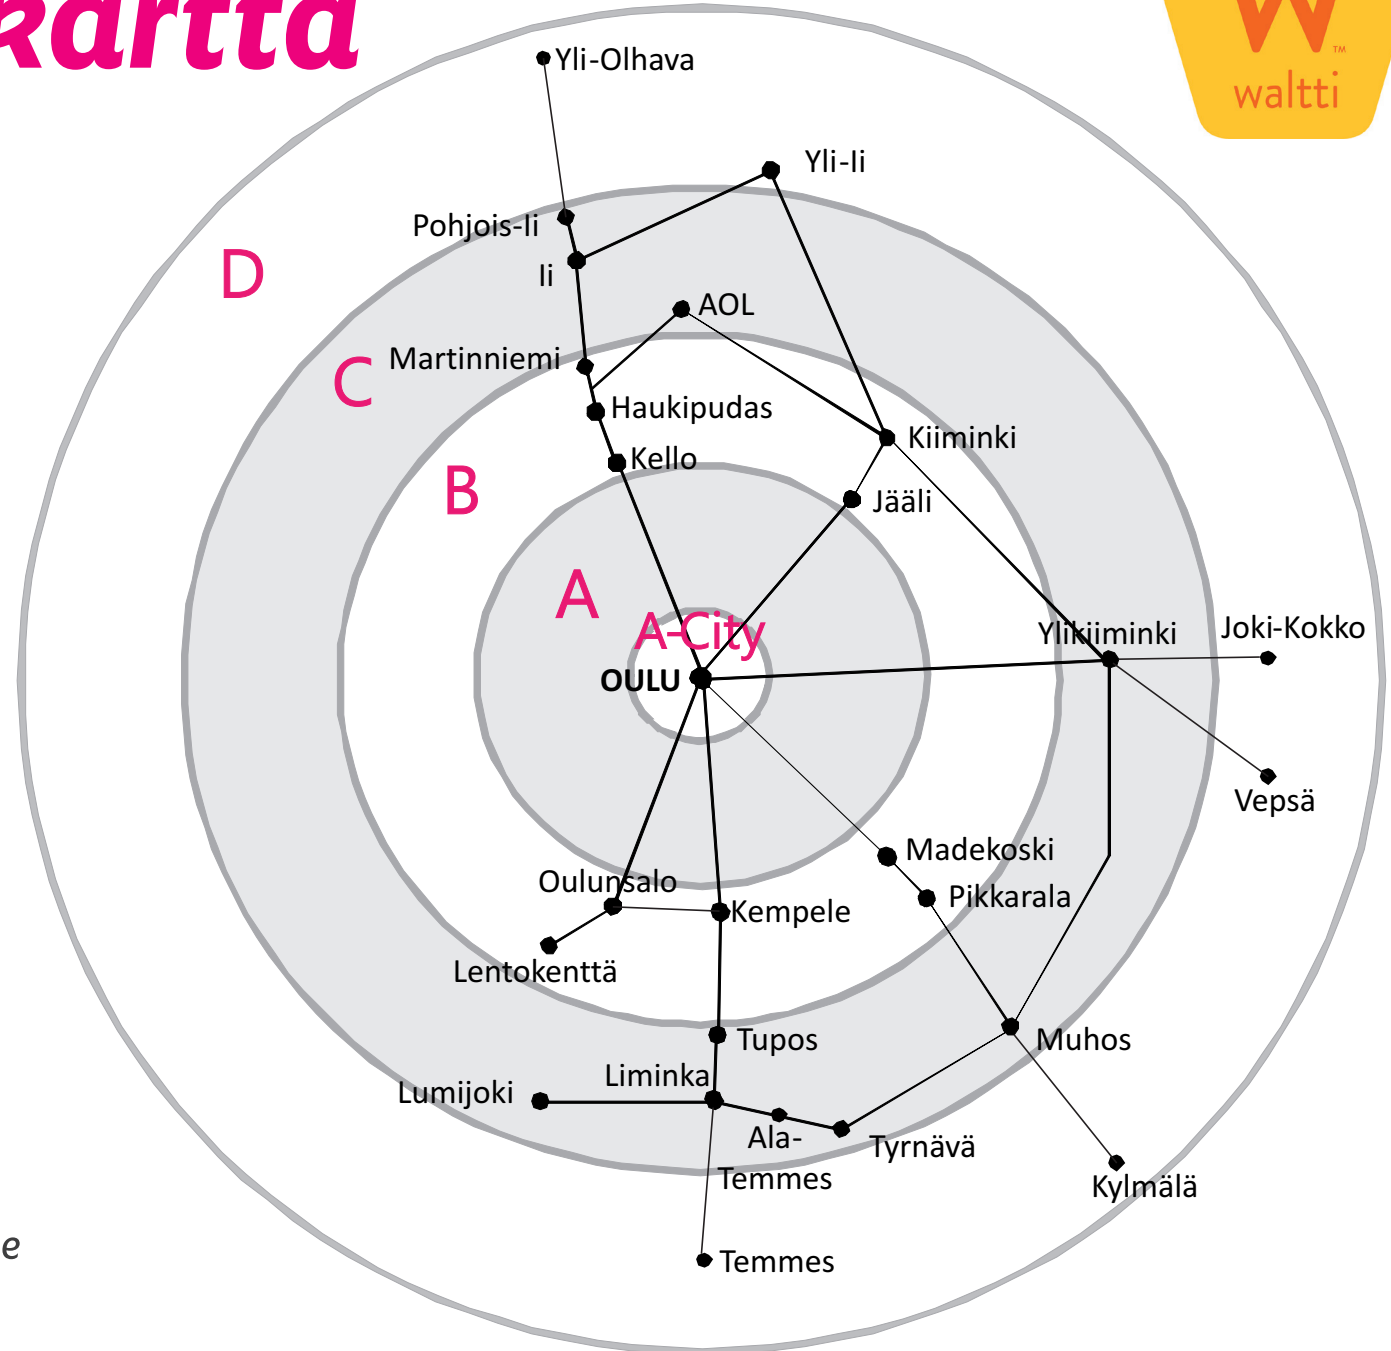 kartta
W
™
waltti
Yli-Olhava
Yli-Ii
Pohjois-Ii
Ii
D
AOL
Martinniemi
C
Haukipudas
Kiiminki
Kello
B
Jääli
A
A-City
Ylikiiminki
Joki-Kokko
OULU
Vepsä
Madekoski
Oulunsalo
Pikkarala
Kempele
Lentokenttä
Tupos
Muhos
Liminka
Lumijoki
Ala-
Temmes
Tyrnävä
Kylmälä
e
Temmes